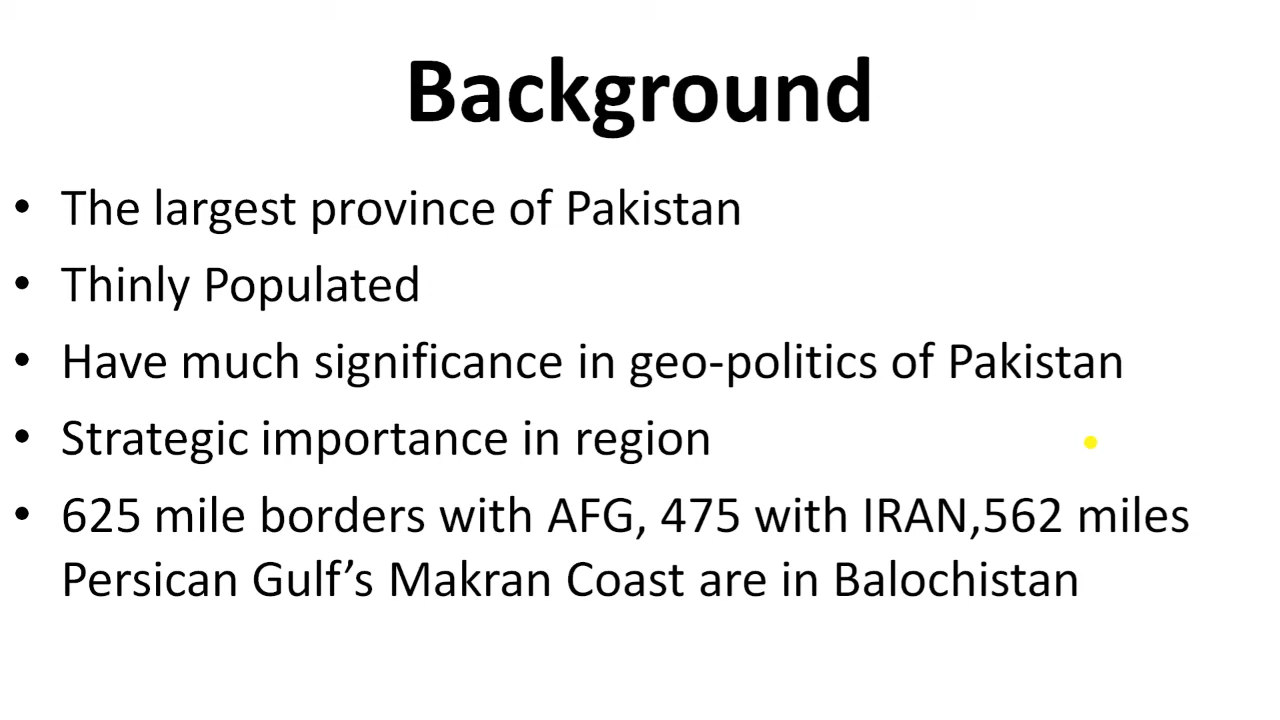 Background
• The largest province of Pakistan
• Thinly Populated
• Have much significance in geo-politics of Pakistan
• Strategic importance in region
• 625 mile borders with AFG, 475 with IRAN,562 miles
Persican Gulf’s Makran Coast are in Balochistan